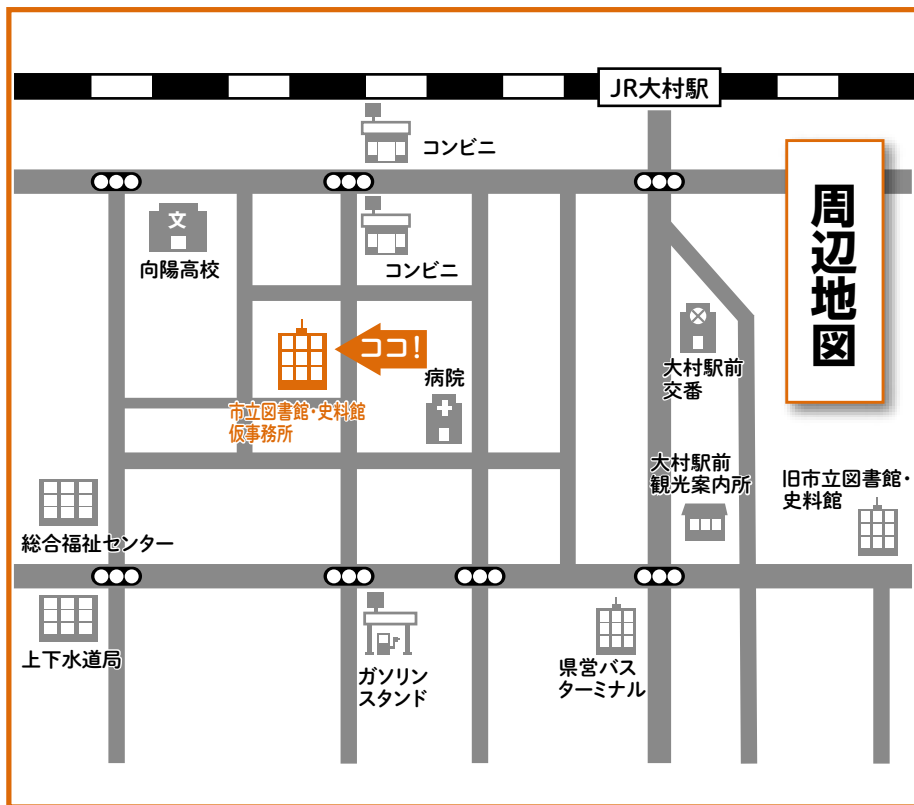 JR大村駅
コンビニ
周辺地図
文
向陽高校
コンビニ
ココ!
大村駅前
交番
病院
市立図書館・史料館
仮事務所
大村駅前
観光案内所
旧市立図書館・
史料館
総合福祉センター
上下水道局
ガソリン
スタンド
県営バス
ターミナル